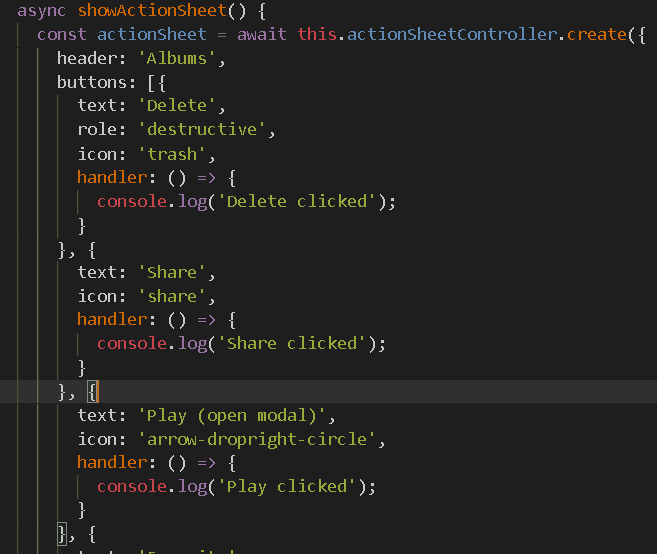 async showActionSheet() {
const actionSheet = await this.actionSheetController.create({
header: 'Albums',
buttons: [{
text: 'Delete',
role: 'destructive',
icon: 'trash',
handler: () => {
console.log('Delete clicked');
}
}, {
text: 'Share',
icon: 'share',
handler: () => {
console.log('Share clicked');
}
}, {
text: 'Play (open modal)',
icon: 'arrow-dropright-circle',
handler: () => {
console.log('Play clicked');
}
}, {